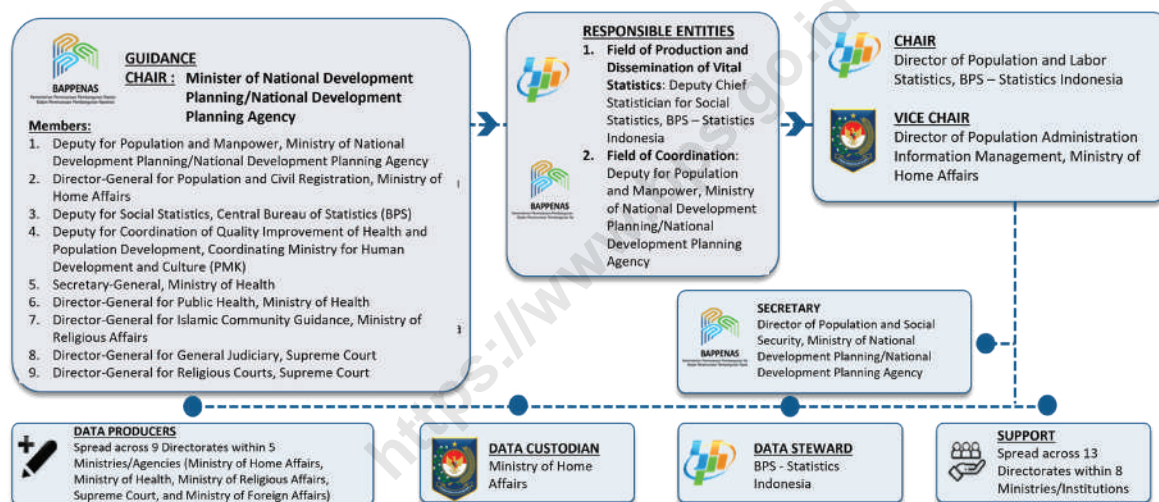 GUIDANCE
CHAIR : Minister of National Development
Planning/National Development
Planning Agency
BAPPENAS
Members:
1. Deputy for Population and Manpower, Ministry of National
Development Planning/National Development Planning Agency
2. Director-General for Population and Civil Registration, Ministry of
Home Affairs
3. Deputy for Social Statistics, Central Bureau of Statistics (BPS)
4. Deputy for Coordination of Quality Improvement of Health and
Population Development, Coordinating Ministry for Human
Development and Culture (PMK)
5. Secretary-General, Ministry of Health
6. Director-General for Public Health, Ministry of Health
7. Director-General for Islamic Community Guidance, Ministry of
Religious Affairs
8. Director-General for General Judiciary, Supreme Court
9. Director-General for Religious Courts, Supreme Court
RESPONSIBLE ENTITIES
1. Field of Production and
Dissemination of Vital
Statistics: Deputy Chief
Statistician for Social
Statistics, BPS – Statistics
Indonesia
2. Field of Coordination:
Deputy for Population
and Manpower, Ministry
of National Development
Planning/National
Development Planning
Agency
BAPPENAS
CHAIR
Director of Population and Labor
Statistics, BPS – Statistics Indonesia
VICE CHAIR
Director of Population Administration
Information Management, Ministry of
Home Affairs
SECRETARY
Director of Population and Social
Security, Ministry of National
Development Planning/National
Development Planning Agency
BAPPENAS
DATA PRODUCERS
Spread across 9 Directorates within 5
Ministries/Agencies (Ministry of Home Affairs,
Ministry of Health, Ministry of Religious Affairs,
Supreme Court, and Ministry of Foreign Affairs)
DATA CUSTODIAN
Ministry of Home
Affairs
DATA STEWARD
BPS - Statistics
Indonesia
SUPPORT
Spread across 13
Directorates within 8
Ministries/Institutions
https://www.bps.go.id